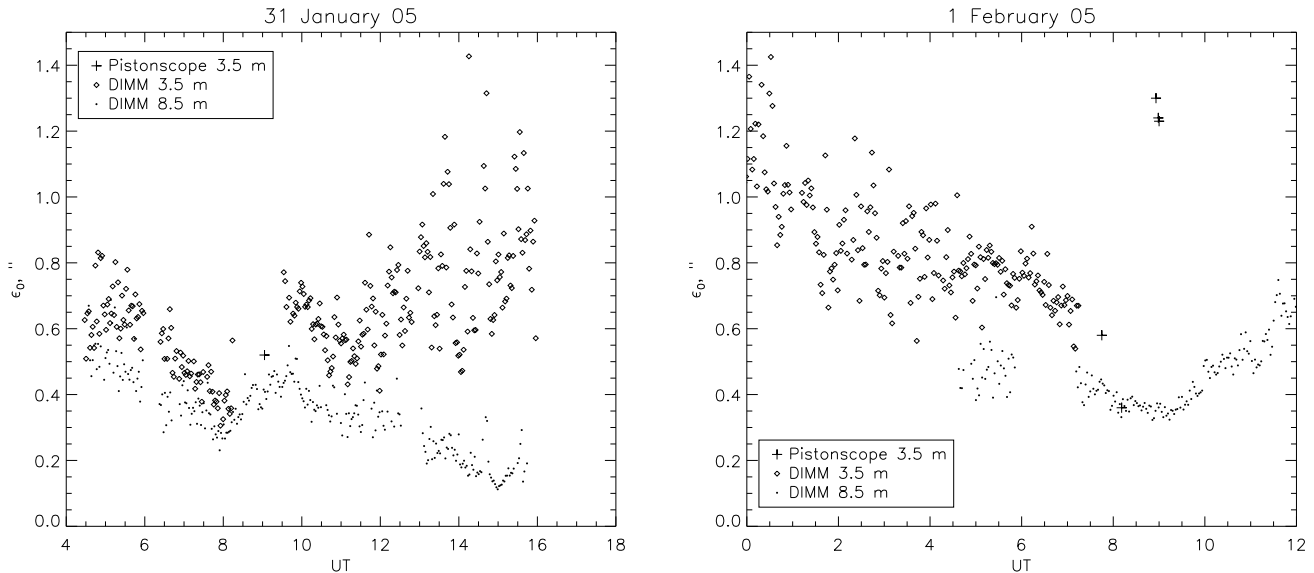 31 January 05
1.4
1.2
1.0
0.8
0.6
0.4
0.2
0.0
ε0, "
+ Pistonscope 3.5 m
◇ DIMM 3.5 m
· DIMM 8.5 m
4 6 8 10 12 14 16 18
UT
1 February 05
1.4
1.2
1.0
0.8
0.6
0.4
0.2
0.0
ε0, "
+ Pistonscope 3.5 m
◇ DIMM 3.5 m
· DIMM 8.5 m
0 2 4 6 8 10 12
UT